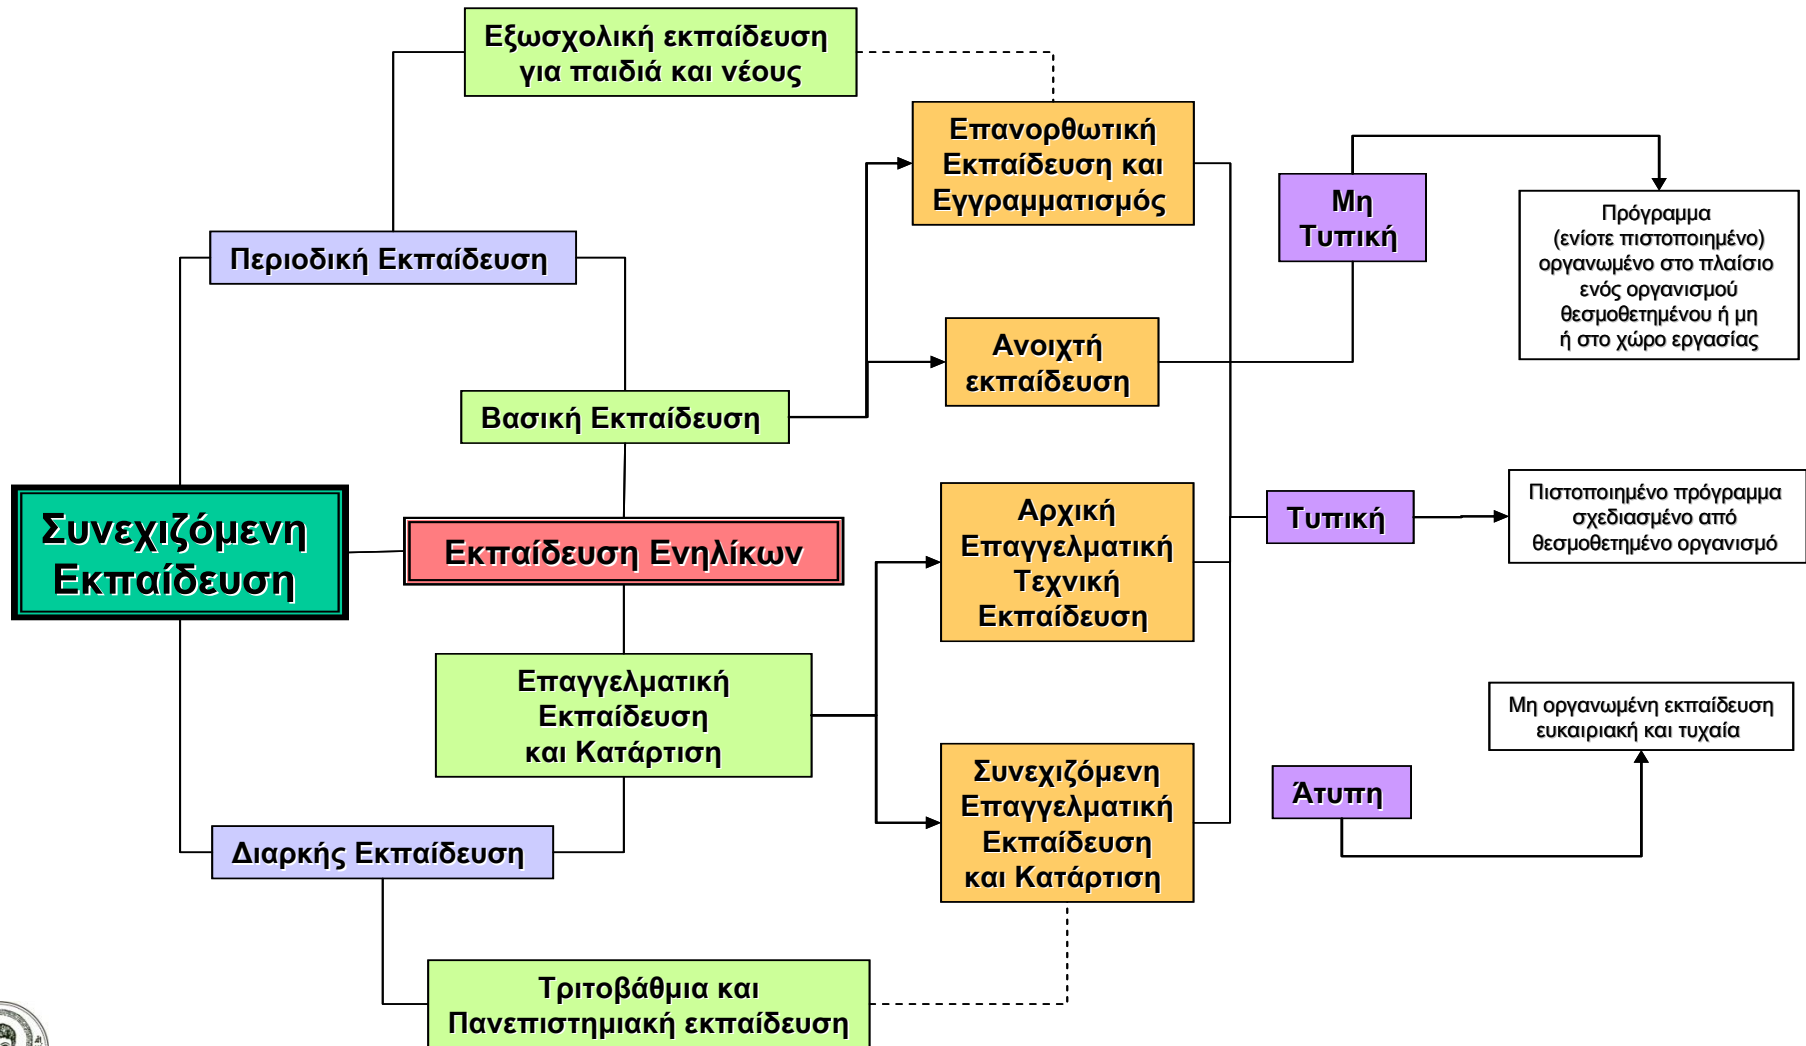 Εξωσχολική εκπαίδευση
για παιδιά και νέους
Επανορθωτική
Εκπαίδευση και
Εγγραμματισμός
Μη
Τυπική
Πρόγραμμα
(ενίοτε πιστοποιημένο)
οργανωμένο στο πλαίσιο
ενός οργανισμού
θεσμοθετημένου ή μη
ή στο χώρο εργασίας
Περιοδική Εκπαίδευση
Ανοιχτή
εκπαίδευση
Βασική Εκπαίδευση
Συνεχιζόμενη
Εκπαίδευση
Εκπαίδευση Ενηλίκων
Αρχική
Επαγγελματική
Τεχνική
Εκπαίδευση
Τυπική
Πιστοποιημένο πρόγραμμα
σχεδιασμένο από
θεσμοθετημένο οργανισμό
Επαγγελματική
Εκπαίδευση
και Κατάρτιση
Συνεχιζόμενη
Επαγγελματική
Εκπαίδευση
και Κατάρτιση
Άτυπη
Μη οργανωμένη εκπαίδευση
ευκαιριακή και τυχαία
Διαρκής Εκπαίδευση
Τριτοβάθμια και
Πανεπιστημιακή εκπαίδευση